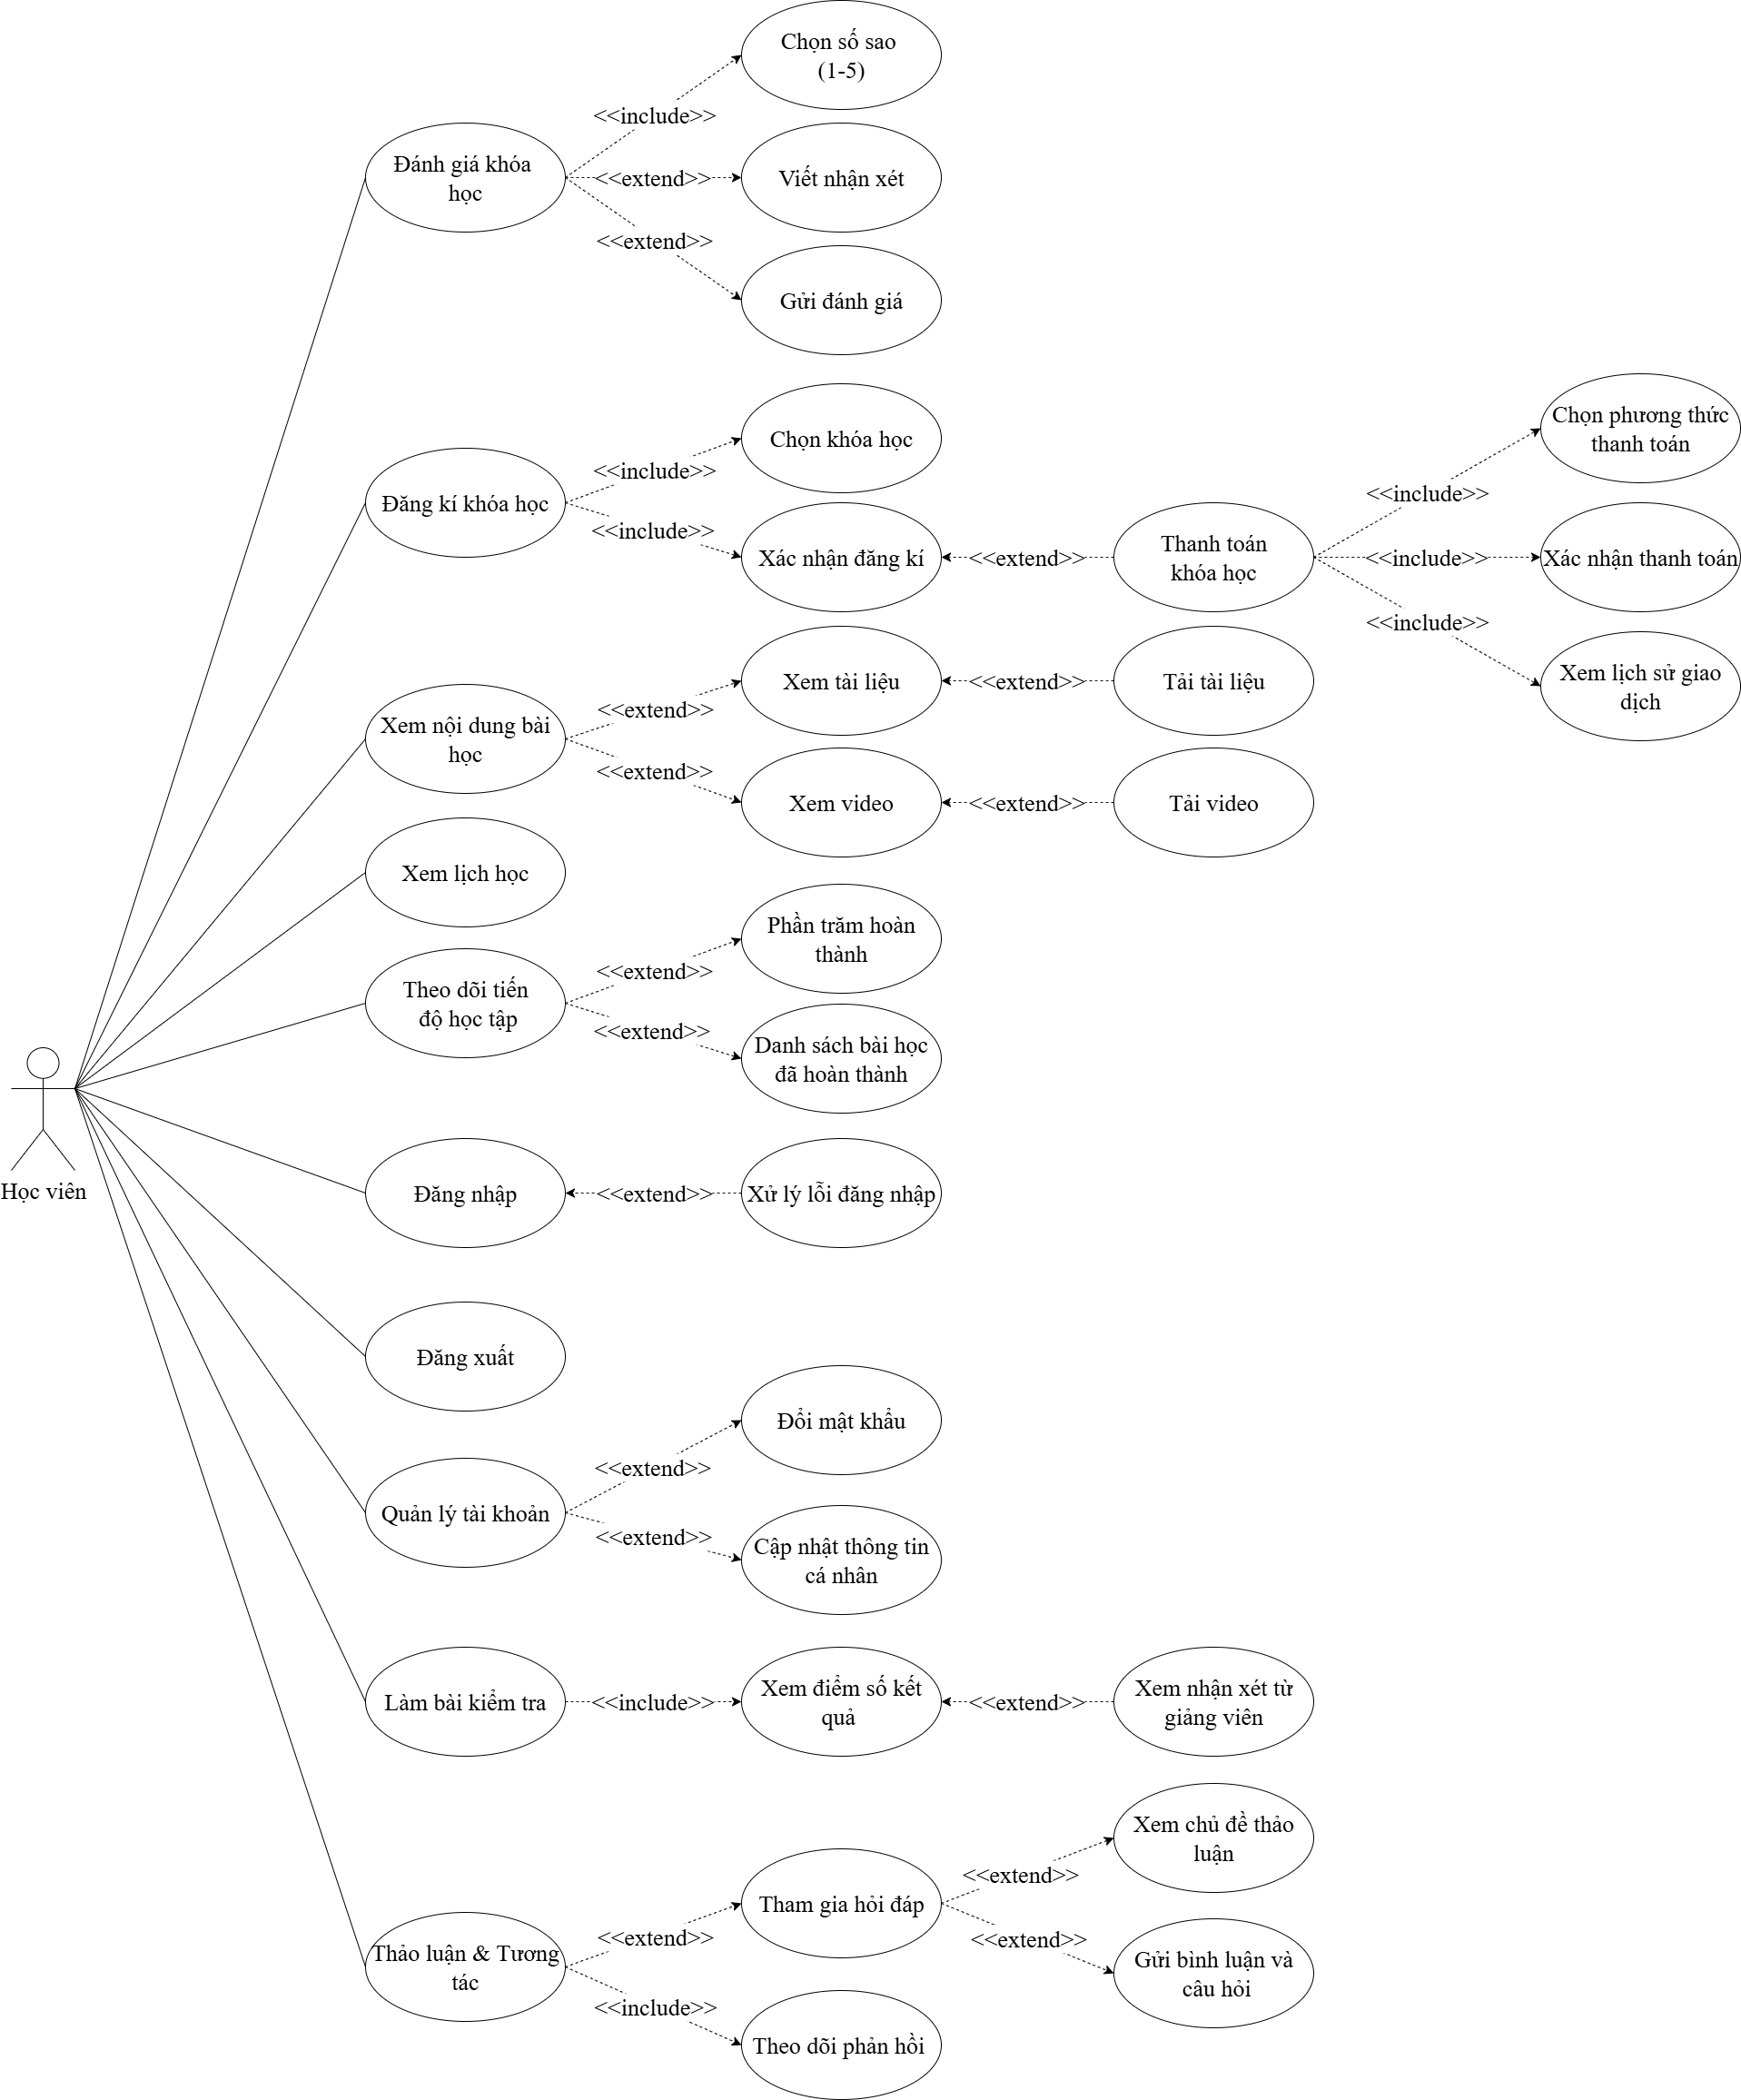 Chọn số sao
(1-5)
<<include>>
Đánh giá khóa
học
<<extend>>
Viết nhận xét
<<extend>>
Gửi đánh giá
Chọn khóa học
<<include>>
Đăng kí khóa học
<<include>>
Xác nhận đăng kí
<<extend>>
Thanh toán
khóa học
Chọn phương thức
thanh toán
<<include>>
<<include>>
Xác nhận thanh toán
<<include>>
Xem lịch sử giao
dịch
Xem nội dung bài
học
<<extend>>
Xem tài liệu
<<extend>>
Tải tài liệu
<<extend>>
Xem video
<<extend>>
Tải video
Xem lịch học
Theo dõi tiến
độ học tập
<<extend>>
Phần trăm hoàn
thành
<<extend>>
Danh sách bài học
đã hoàn thành
Học viên
Đăng nhập
<<extend>>
Xử lý lỗi đăng nhập
Đăng xuất
Quản lý tài khoản
<<extend>>
Đổi mật khẩu
<<extend>>
Cập nhật thông tin
cá nhân
Làm bài kiểm tra
<<include>>
Xem điểm số kết
quả
<<extend>>
Xem nhận xét từ
giảng viên
Thảo luận & Tương
tác
<<extend>>
Tham gia hỏi đáp
<<extend>>
Xem chủ đề thảo
luận
<<extend>>
Gửi bình luận và
câu hỏi
<<include>>
Theo dõi phản hồi